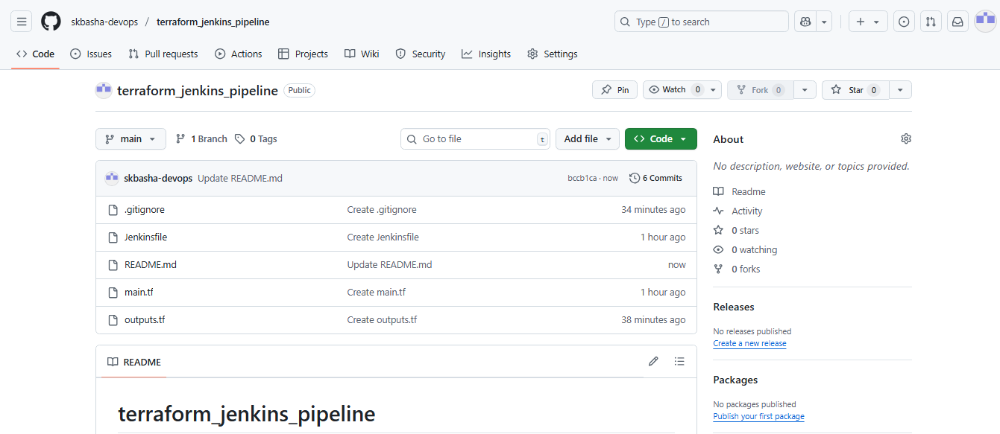 skbasha-devops / terraform_jenkins_pipeline
Type / to search
Code Issues Pull requests Actions Projects Wiki Security Insights Settings
terraform_jenkins_pipeline Public
Pin Watch 0 Fork 0 Star 0
main 1 Branch 0 Tags Go to file t Add file Code
skbasha-devops Update README.md bccb1ca · now 6 Commits
.gitignore Create .gitignore 34 minutes ago
Jenkinsfile Create Jenkinsfile 1 hour ago
README.md Update README.md now
main.tf Create main.tf 1 hour ago
outputs.tf Create outputs.tf 38 minutes ago
README
terraform_jenkins_pipeline
About
No description, website, or topics provided.
Readme
Activity
0 stars
0 watching
0 forks
Releases
No releases published
Create a new release
Packages
No packages published
Publish your first package